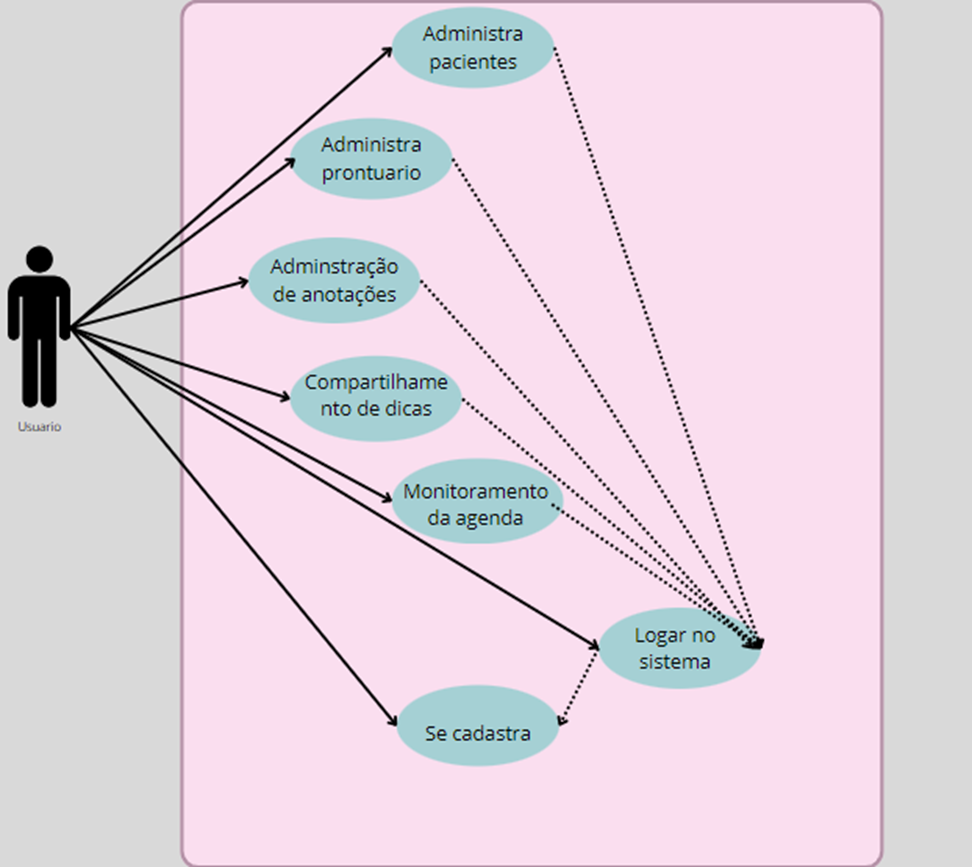 Administra
pacientes
Administra
prontuario
Adminstração
de anotações
Compartilhame
nto de dicas
Monitoramento
da agenda
Logar no
sistema
Se cadastra
Usuario